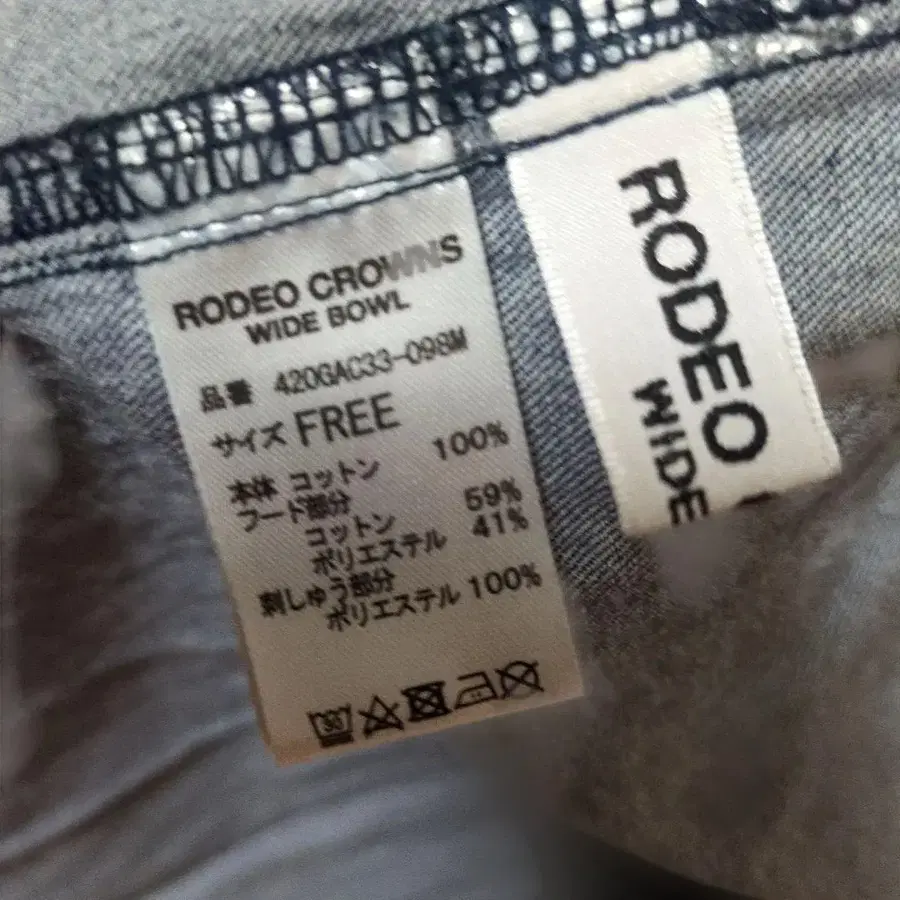 RODEO CROWNS
WIDE BOWL
品番 420GAC33-098M
サイズ FREE
本体 コットン 100%
フード部分
コットン 59%
ポリエステル 41%
刺しゅう部分
ポリエステル 100%
RODEO
WIDE